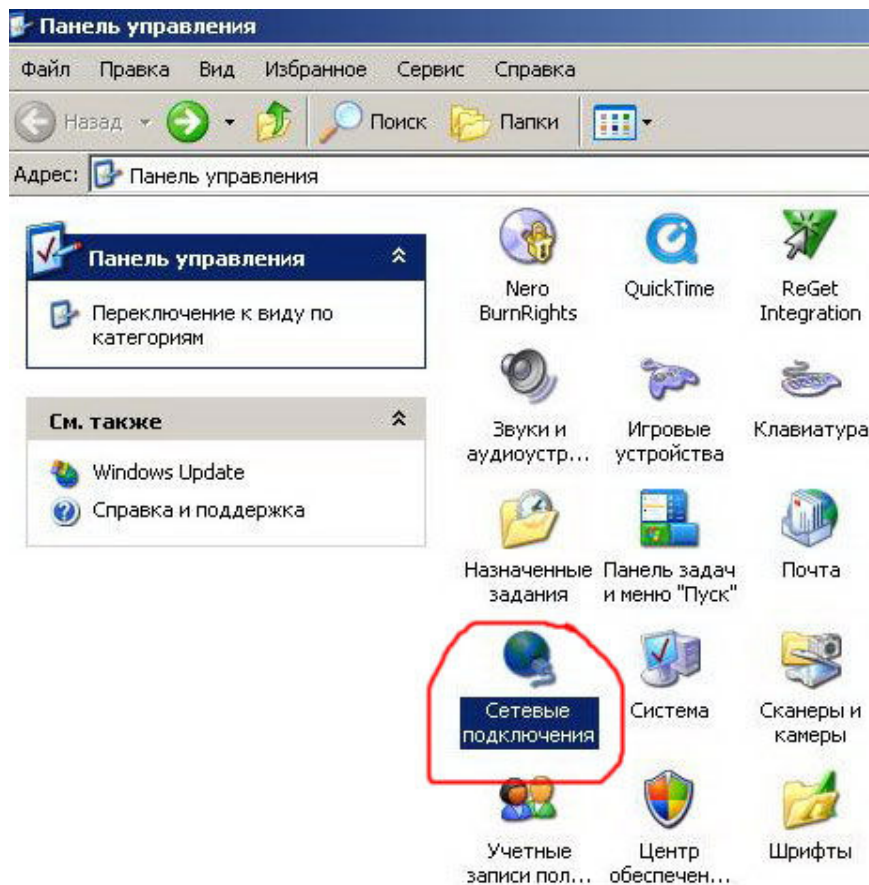 Панель управления
Файл Правка Вид Избранное Сервис Справка
Назад Поиск Папки
Адрес: Панель управления
Панель управления
Переключение к виду по
категориям
См. также
Windows Update
Справка и поддержка
Nero
BurnRights
QuickTime
ReGet
Integration
Звуки и
аудиоустр...
Игровые
устройства
Клавиатура
Назначенные
задания
Панель задач
и меню "Пуск"
Почта
Сетевые
подключения
Система
Сканеры и
камеры
Учетные
записи пол...
Центр
обеспечен...
Шрифты